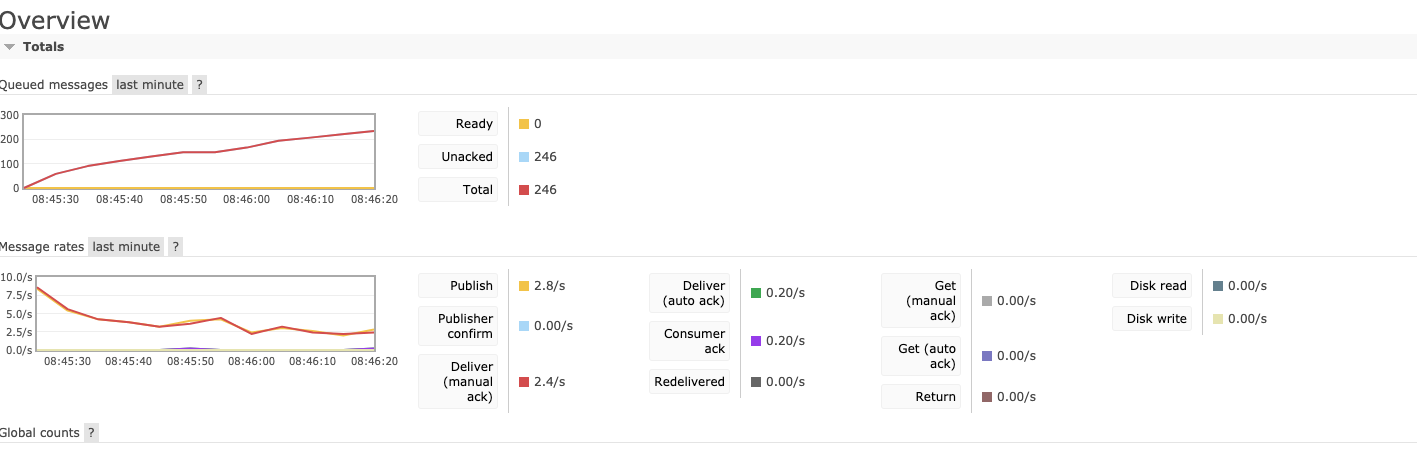 Overview
Totals
Queued messages last minute ?
300
200
100
0
08:45:30 08:45:40 08:45:50 08:46:00 08:46:10 08:46:20
Ready 0
Unacked 246
Total 246
Message rates last minute ?
10.0/s
7.5/s
5.0/s
2.5/s
0.0/s
08:45:30 08:45:40 08:45:50 08:46:00 08:46:10 08:46:20
Publish 2.8/s
Publisher
confirm 0.00/s
Deliver
(manual
ack) 2.4/s
Deliver
(auto ack) 0.20/s
Consumer
ack 0.20/s
Redelivered 0.00/s
Get
(manual
ack) 0.00/s
Get (auto
ack) 0.00/s
Return 0.00/s
Disk read 0.00/s
Disk write 0.00/s
Global counts ?